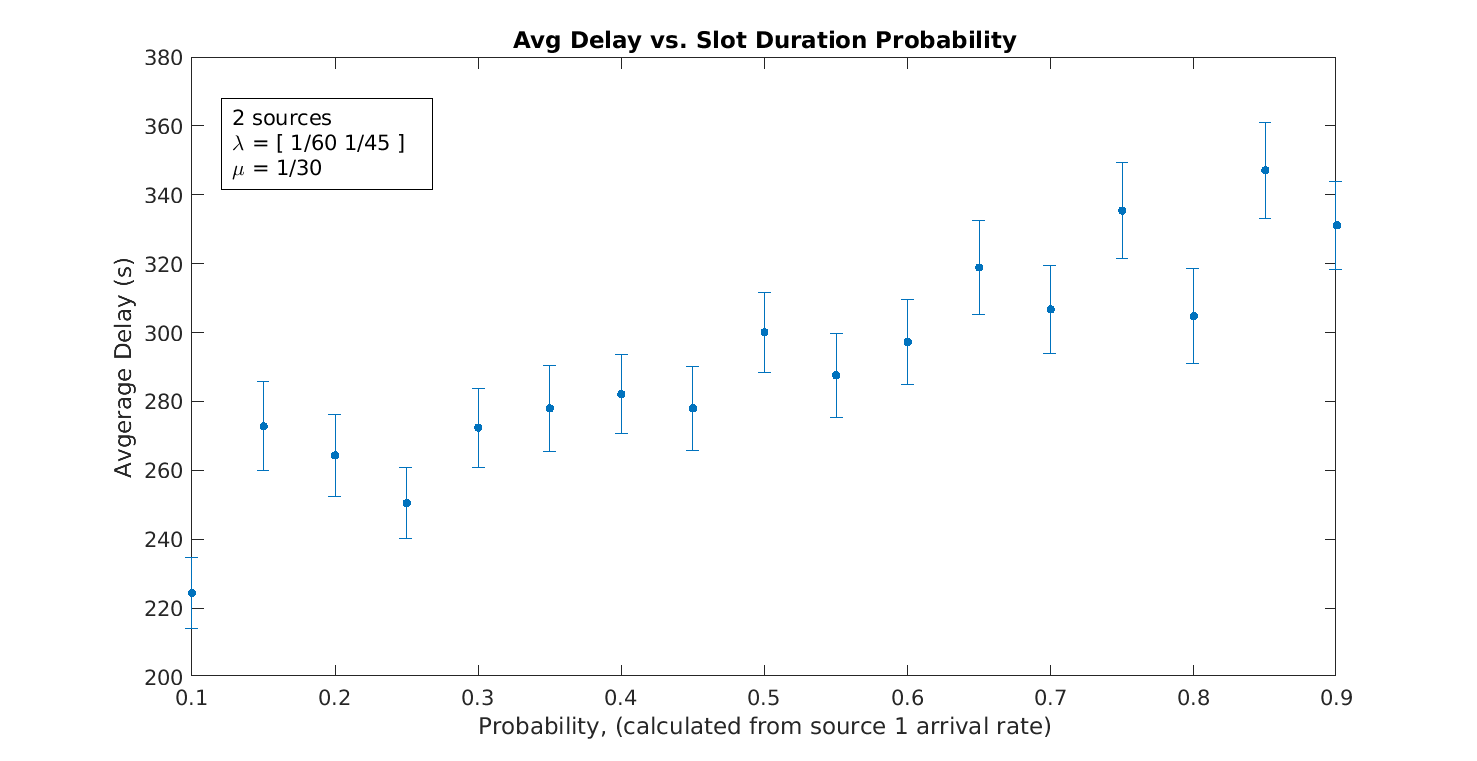 Avg Delay vs. Slot Duration Probability
380
360
340
320
300
280
260
240
220
200
2 sources
λ = [ 1/60 1/45 ]
μ = 1/30
Avgerage Delay (s)
0.1 0.2 0.3 0.4 0.5 0.6 0.7 0.8 0.9
Probability, (calculated from source 1 arrival rate)